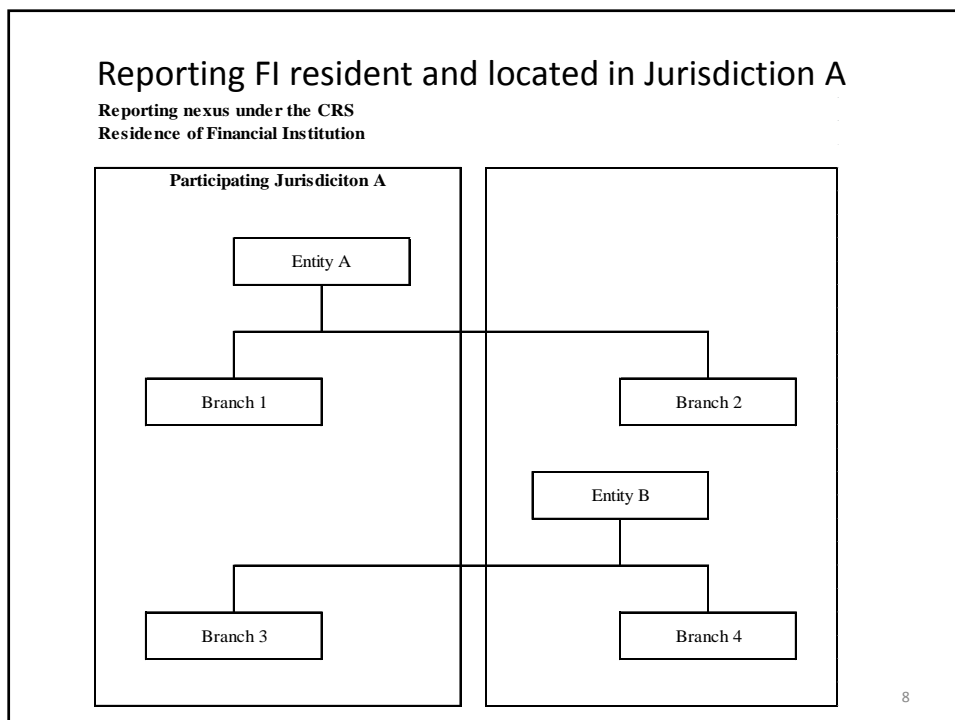 Reporting FI resident and located in Jurisdiction A
Reporting nexus under the CRS
Residence of Financial Institution
Participating Jurisdiciton A
Entity A
Branch 1
Branch 2
Entity B
Branch 3
Branch 4
8